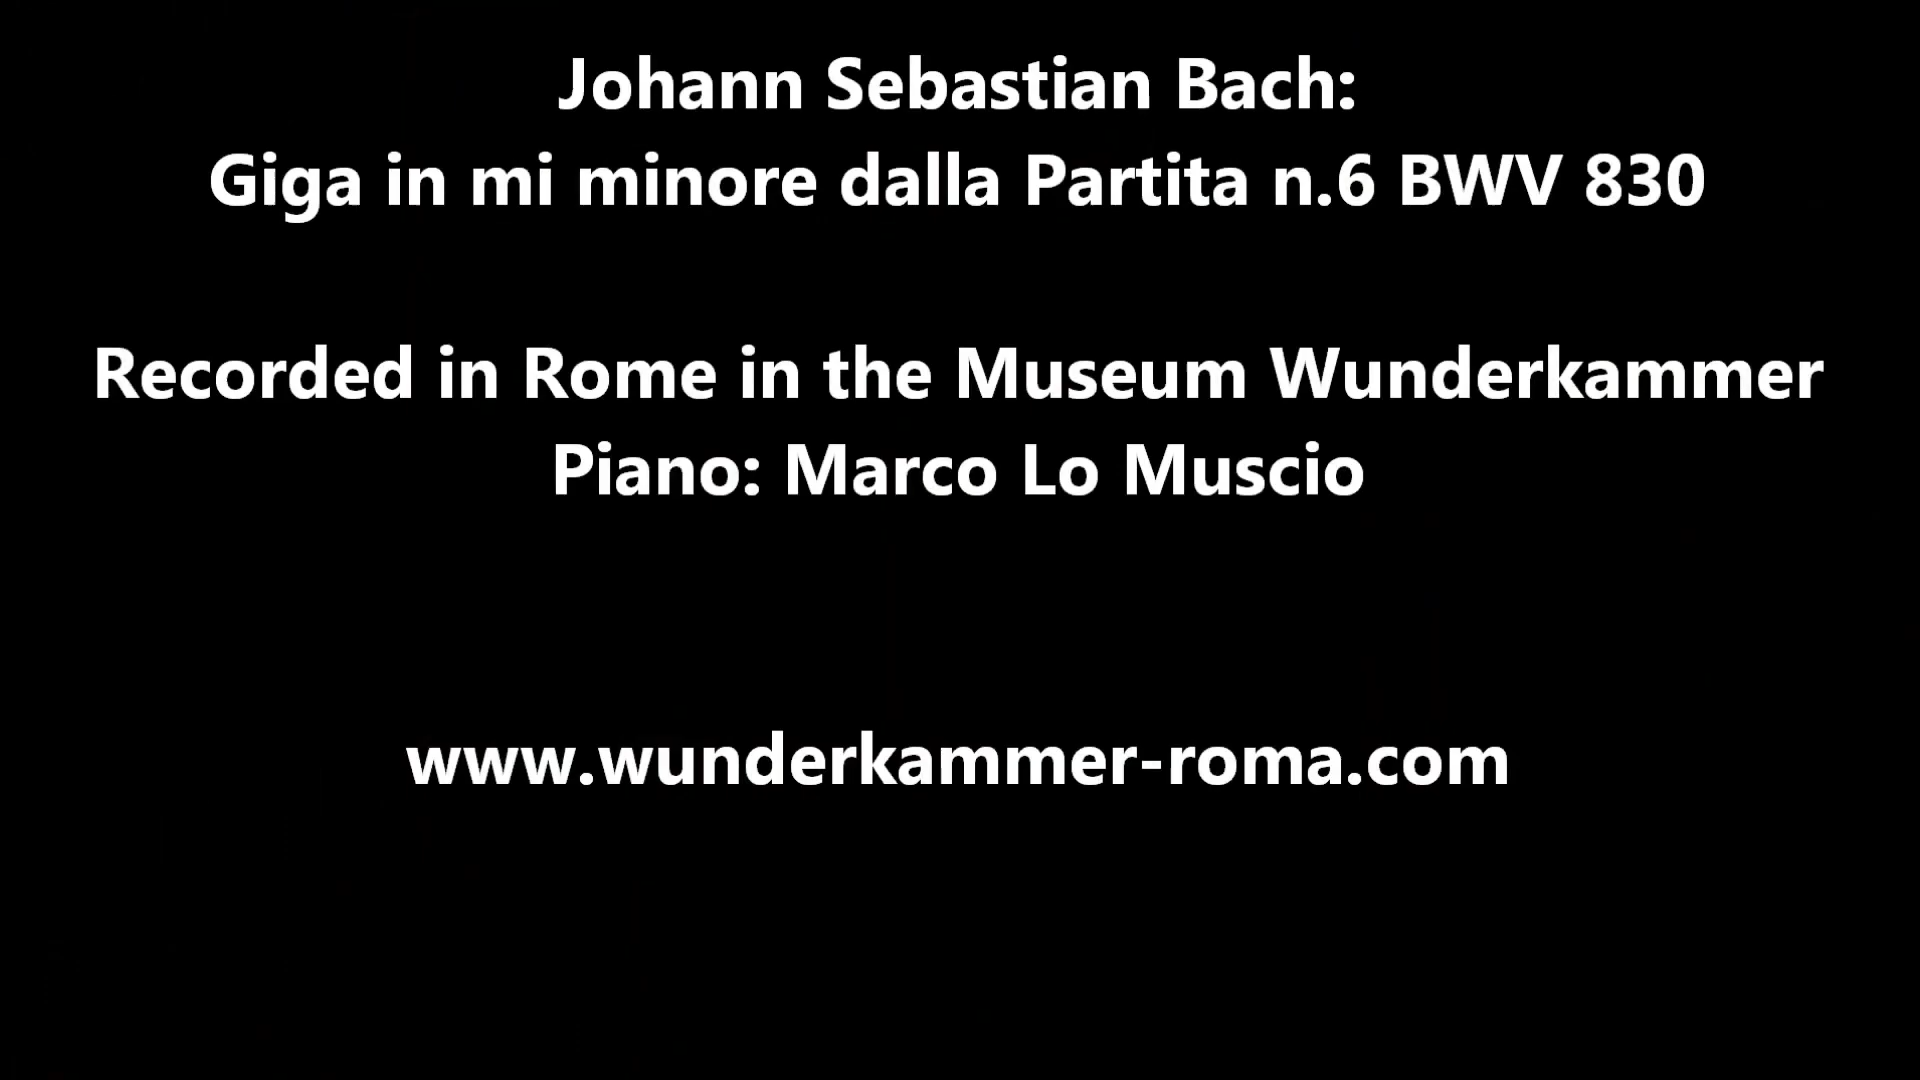 Johann Sebastian Bach:
Giga in mi minore dalla Partita n.6 BWV 830
Recorded in Rome in the Museum Wunderkammer
Piano: Marco Lo Muscio
www.wunderkammer-roma.com